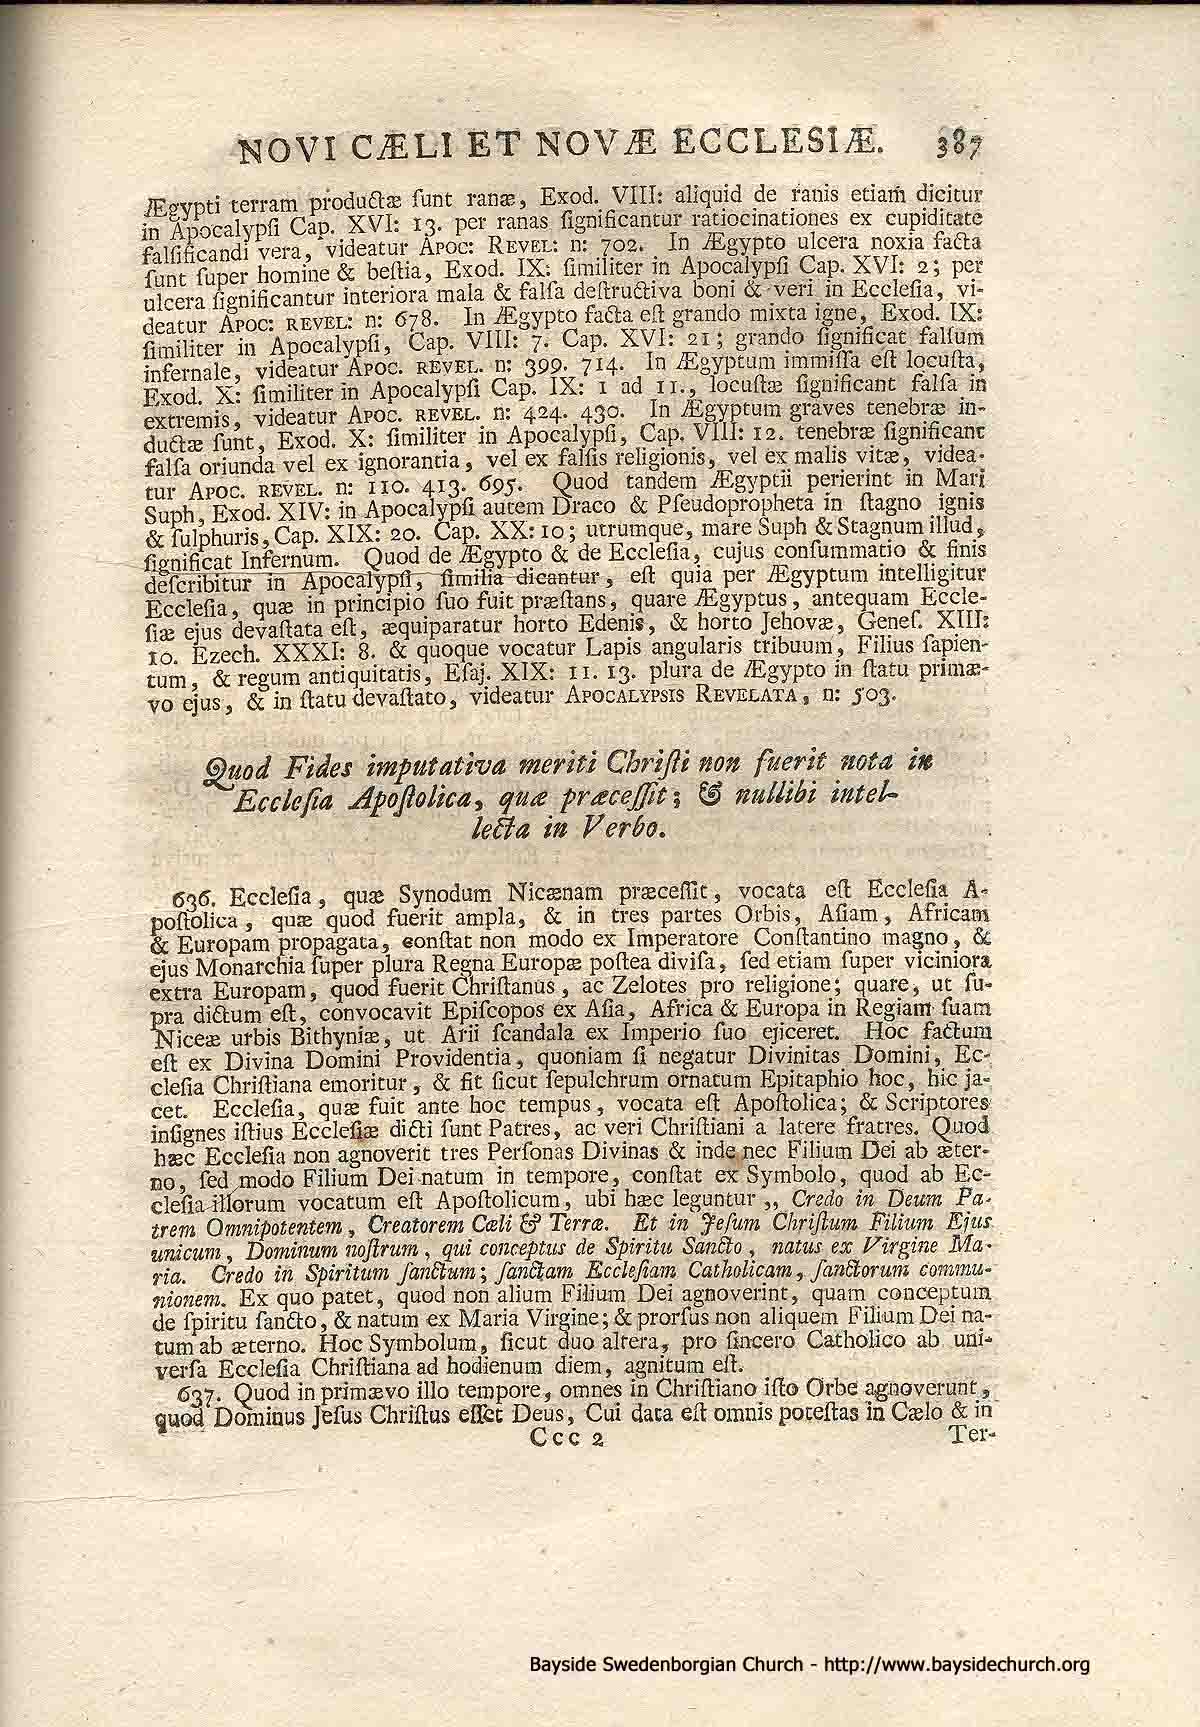 NOVI CÆLI ET NOVÆ ECCLESIÆ. 387
Ægypti terram productæ ſunt ranæ, Exod. VIII: aliquid de ranis etiam̃ dicitur
in Apocalypſi Cap. XVI: 13. per ranas ſignificantur ratiocinationes ex cupiditate
falſificandi vera, videatur APOC: REVEL: n: 702. In Ægypto ulcera noxia facta
ſunt ſuper homine & beſtia, Exod. IX: ſimiliter in Apocalypſi Cap. XVI: 2; per
ulcera ſignificantur interiora mala & falſa deſtructiva boni & veri in Eccleſia, vi-
deatur APOC: REVEL: n: 678. In Ægypto facta eſt grando mixta igne, Exod. IX:
ſimiliter in Apocalypſi, Cap. VIII: 7. Cap. XVI: 21; grando ſignificat falſum
infernale, videatur APOC. REVEL. n: 399. 714. In Ægyptum immiſſa eſt locuſta,
Exod. X: ſimiliter in Apocalypſi Cap. IX: 1 ad 11., locuſtæ ſignificant falſa in
extremis, videatur APOC. REVEL. n: 424. 430. In Ægyptum graves tenebræ in-
ductæ ſunt, Exod. X: ſimiliter in Apocalypſi, Cap. VIII: 12. tenebræ ſignificant
falſa oriunda vel ex ignorantia, vel ex falſis religionis, vel ex malis vitæ, videa-
tur APOC. REVEL. n: 110. 413. 695. Quod tandem Ægyptii perierint in Mari
Suph, Exod. XIV: in Apocalypſi autem Draco & Pſeudopropheta in ſtagno ignis
& ſulphuris, Cap. XIX: 20. Cap. XX: 10; utrumque, mare Suph & Stagnum illud,
ſignificat Infernum. Quod de Ægypto & de Eccleſia, cujus conſummatio & finis
deſcribitur in Apocalypſi, ſimilia dicantur, eſt quia per Ægyptum intelligitur
Eccleſia, quæ in principio ſuo fuit præſtans, quare Ægyptus, antequam Eccle-
ſiæ ejus devaſtata eſt, æquiparatur horto Edenis, & horto Jehovæ, Geneſ. XIII:
10. Ezech. XXXI: 8. & quoque vocatur Lapis angularis tribuum, Filius ſapien-
tum, & regum antiquitatis, Eſaj. XIX: 11. 13. plura de Ægypto in ſtatu primæ-
vo ejus, & in ſtatu devaſtato, videatur APOCALYPSIS REVELATA, n: 503.
Quod Fides imputativa meriti Chriſti non fuerit nota in
Eccleſia Apoſtolica, quæ præceſſit; & nullibi intel-
lecta in Verbo.
636. Eccleſia, quæ Synodum Nicænam præceſſit, vocata eſt Eccleſia A-
poſtolica, quæ quod fuerit ampla, & in tres partes Orbis, Aſiam, Africam
& Europam propagata, conſtat non modo ex Imperatore Conſtantino magno, &
ejus Monarchia ſuper plura Regna Europæ poſtea diviſa, ſed etiam ſuper viciniora
extra Europam, quod fuerit Chriſtanus, ac Zelotes pro religione; quare, ut ſu-
pra dictum eſt, convocavit Epiſcopos ex Aſia, Africa & Europa in Regiam ſuam
Niceæ urbis Bithyniæ, ut Arii ſcandala ex Imperio ſuo ejiceret. Hoc factum
eſt ex Divina Domini Providentia, quoniam ſi negatur Divinitas Domini, Ec-
cleſia Chriſtiana emoritur, & fit ſicut ſepulchrum ornatum Epitaphio hoc, hic ja-
cet. Eccleſia, quæ fuit ante hoc tempus, vocata eſt Apoſtolica; & Scriptores
inſignes iſtius Eccleſiæ dicti ſunt Patres, ac veri Chriſtiani a latere fratres. Quod
hæc Eccleſia non agnoverit tres Perſonas Divinas & inde nec Filium Dei ab æter-
no, ſed modo Filium Dei natum in tempore, conſtat ex Symbolo, quod ab Ec-
cleſia illorum vocatum eſt Apoſtolicum, ubi hæc leguntur ,, Credo in Deum Pa-
trem Omnipotentem, Creatorem Cæli & Terræ. Et in Jeſum Chriſtum Filium Ejus
unicum, Dominum noſtrum, qui conceptus de Spiritu Sancto, natus ex Virgine Ma-
ria. Credo in Spiritum ſanctum; ſanctam Eccleſiam Catholicam, ſanctorum commu-
nionem. Ex quo patet, quod non alium Filium Dei agnoverint, quam conceptum
de ſpiritu ſancto, & natum ex Maria Virgine; & prorſus non aliquem Filium Dei na-
tum ab æterno. Hoc Symbolum, ſicut duo altera, pro ſincero Catholico ab uni-
verſa Eccleſia Chriſtiana ad hodienum diem, agnitum eſt.
637. Quod in primævo illo tempore, omnes in Chriſtiano iſto Orbe agnoverunt,
quod Dominus Jeſus Chriſtus eſſet Deus, Cui data eſt omnis poteſtas in Cælo & in
Ccc 2 Ter-
Bayside Swedenborgian Church - http://www.baysidechurch.org